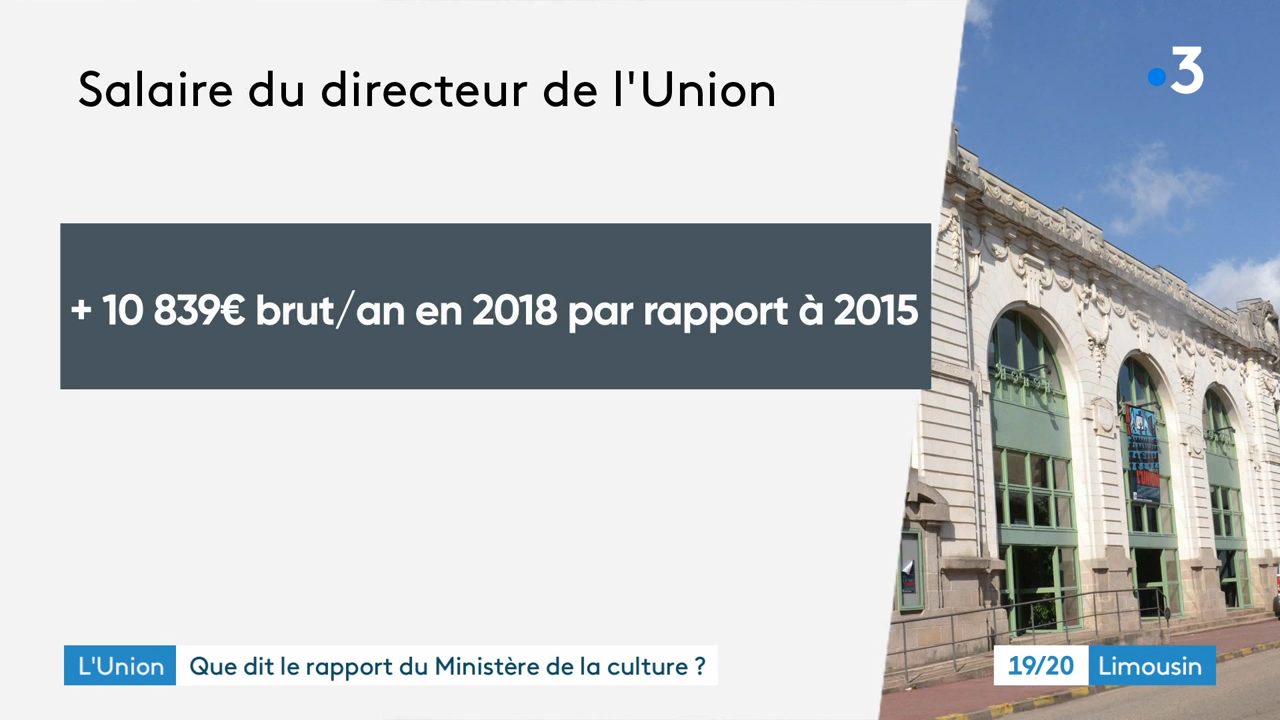 Salaire du directeur de l'Union
3
+ 10 839€ brut/an en 2018 par rapport à 2015
L'UNION
L'Union
Que dit le rapport du Ministère de la culture ?
19/20
Limousin